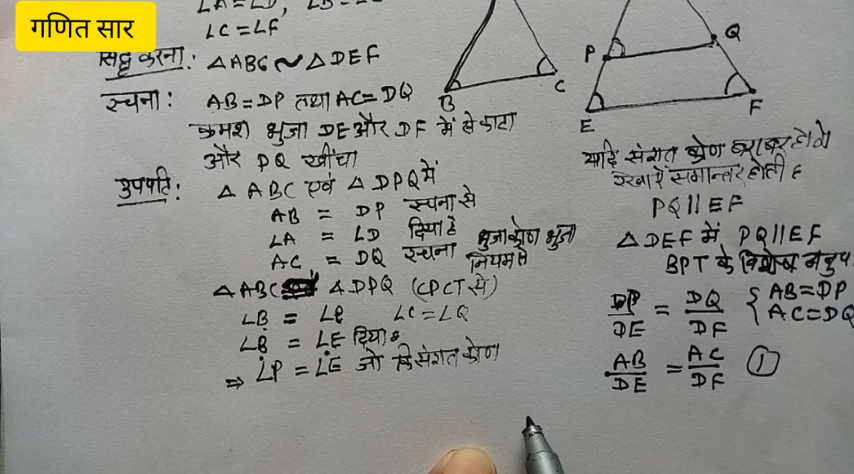 गणित सार
∠A=∠D, ∠B=∠E
∠C=∠F
सिद्ध करना: △ABC ~ △DEF
रचना: AB=DP तथा AC=DQ
क्रमश भुजा DE और DF में से काटा
और PQ खींचा
उपपति: △ ABC एवं △ DPQ में
AB = DP रचना से
∠A = ∠D दिया है
AC = DQ रचना
भुजा कोण भुजा
नियम से
△ABC △DPQ (CPCT से)
∠B = ∠P ∠C=∠Q
∠B = ∠E दिया है
⇒ ∠P = ∠E जो कि संगत कोण
B
C
P
Q
E
F
यदि संगत कोण बराबर हो तो
रेखाएं समान्तर होती है
PQ||EF
△DEF में PQ||EF
BPT के
DP/DE = DQ/DF { AB=DP
AC=DQ
AB/DE = AC/DF ①